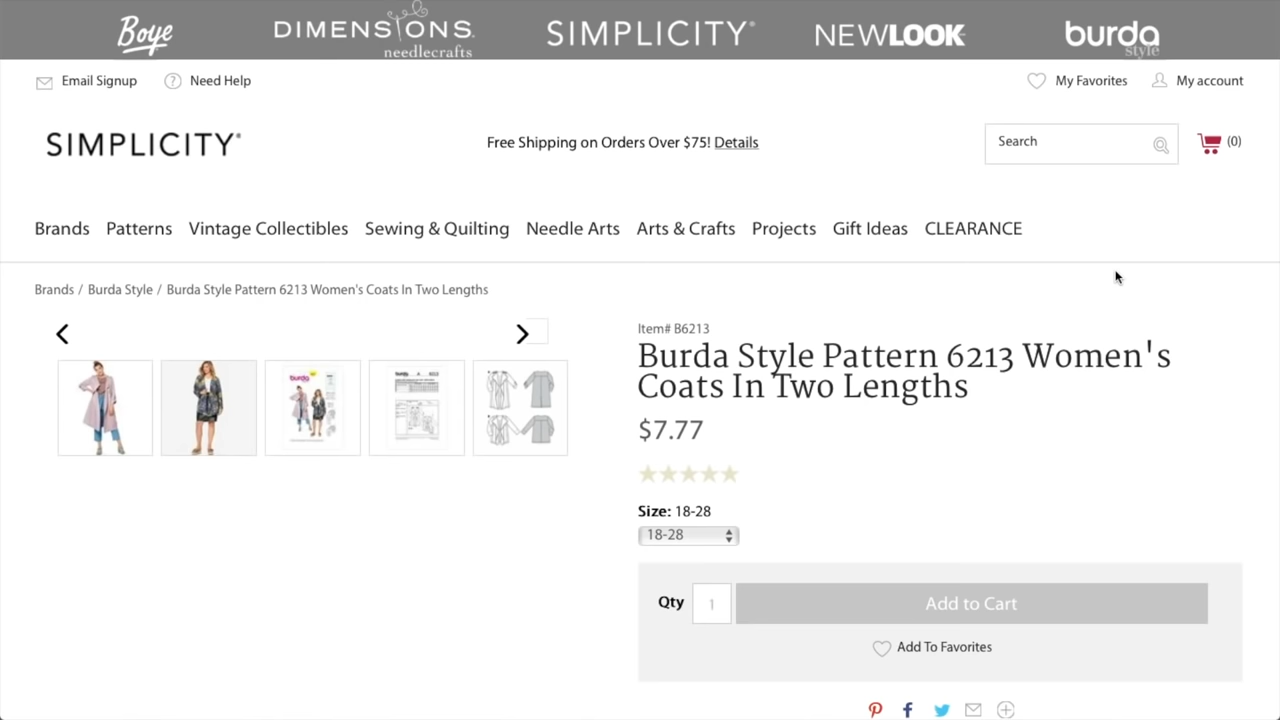 Boye
DIMENSIONS®
needlecrafts
SIMPLICITY®
NEWLOOK®
burda
style
Email Signup
Need Help
My Favorites
My account
SIMPLICITY®
Free Shipping on Orders Over $75! Details
Search
(0)
Brands Patterns Vintage Collectibles Sewing & Quilting Needle Arts Arts & Crafts Projects Gift Ideas CLEARANCE
Brands / Burda Style / Burda Style Pattern 6213 Women's Coats In Two Lengths
burda
Item# B6213
Burda Style Pattern 6213 Women's
Coats In Two Lengths
$7.77
Size: 18-28
18-28
Qty 1 Add to Cart
Add To Favorites